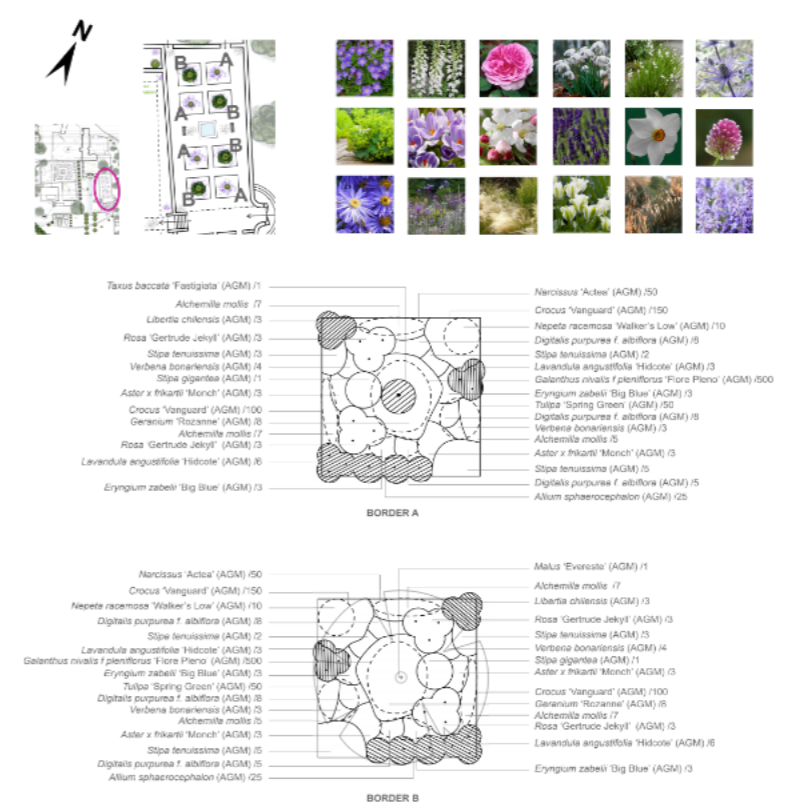 N
B
A
A
B
A
B
B
A
Taxus baccata 'Fastigiata' (AGM) /1
Alchemilla mollis /7
Libertia chilensis (AGM) /3
Rosa 'Gertrude Jekyll' (AGM) /3
Stipa tenuissima (AGM) /3
Verbena bonariensis (AGM) /4
Stipa gigantea (AGM) /1
Aster x frikartii 'Monch' (AGM) /3
Crocus 'Vanguard' (AGM) /100
Geranium 'Rozanne' (AGM) /8
Alchemilla mollis /7
Rosa 'Gertrude Jekyll' (AGM) /3
Lavandula angustifolia 'Hidcote' (AGM) /6
Eryngium zabelii 'Big Blue' (AGM) /3
Narcissus 'Actea' (AGM) /50
Crocus 'Vanguard' (AGM) /150
Nepeta racemosa 'Walker's Low' (AGM) /10
Digitalis purpurea f. albiflora (AGM) /8
Stipa tenuissima (AGM) /2
Lavandula angustifolia 'Hidcote' (AGM) /3
Galanthus nivalis f pleniflorus 'Flore Pleno' (AGM) /500
Eryngium zabelii 'Big Blue' (AGM) /3
Tulipa 'Spring Green' (AGM) /50
Digitalis purpurea f. albiflora (AGM) /8
Verbena bonariensis (AGM) /3
Alchemilla mollis /5
Aster x frikartii 'Monch' (AGM) /3
Stipa tenuissima (AGM) /5
Digitalis purpurea f. albiflora (AGM) /5
Allium sphaerocephalon (AGM) /25
BORDER A
Narcissus 'Actea' (AGM) /50
Crocus 'Vanguard' (AGM) /150
Nepeta racemosa 'Walker's Low' (AGM) /10
Digitalis purpurea f. albiflora (AGM) /8
Stipa tenuissima (AGM) /2
Lavandula angustifolia 'Hidcote' (AGM) /3
Galanthus nivalis f pleniflorus 'Flore Pleno' (AGM) /500
Eryngium zabelii 'Big Blue' (AGM) /3
Tulipa 'Spring Green' (AGM) /50
Digitalis purpurea f. albiflora (AGM) /8
Verbena bonariensis (AGM) /3
Alchemilla mollis /5
Aster x frikartii 'Monch' (AGM) /3
Stipa tenuissima (AGM) /5
Digitalis purpurea f. albiflora (AGM) /5
Allium sphaerocephalon (AGM) /25
Malus 'Evereste' (AGM) /1
Alchemilla mollis /7
Libertia chilensis (AGM) /3
Rosa 'Gertrude Jekyll' (AGM) /3
Stipa tenuissima (AGM) /3
Verbena bonariensis (AGM) /4
Stipa gigantea (AGM) /1
Aster x frikartii 'Monch' (AGM) /3
Crocus 'Vanguard' (AGM) /100
Geranium 'Rozanne' (AGM) /8
Alchemilla mollis /7
Rosa 'Gertrude Jekyll' (AGM) /3
Lavandula angustifolia 'Hidcote' (AGM) /6
Eryngium zabelii 'Big Blue' (AGM) /3
BORDER B